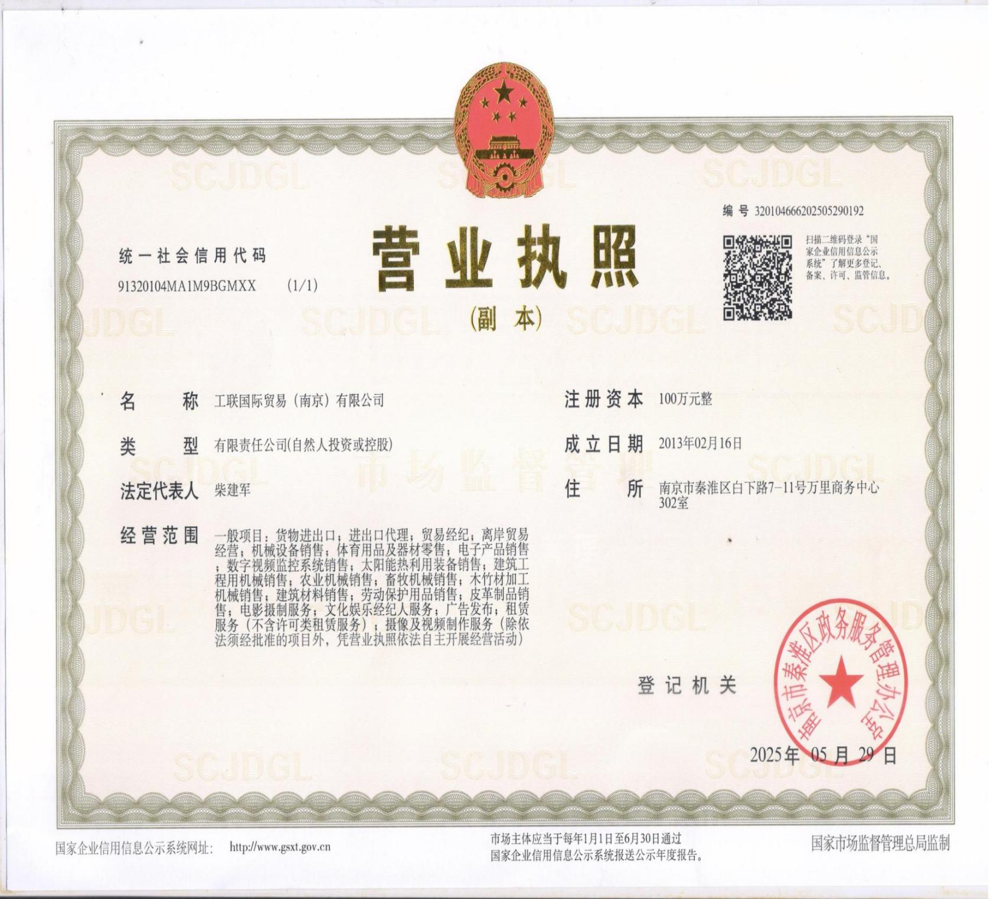 编号 320104666202505290192
统一社会信用代码
91320104MA1M9BGMXX (1/1)
营业执照
(副本)
扫描二维码登录“国
家企业信用信息公示
系统”了解更多登记、
备案、许可、监管信息。
名称 工联国际贸易（南京）有限公司
类型 有限责任公司(自然人投资或控股)
法定代表人 柴建军
经营范围 一般项目：货物进出口；进出口代理；贸易经纪；离岸贸易
经营；机械设备销售；体育用品及器材零售；电子产品销售
；数字视频监控系统销售；太阳能热利用装备销售；建筑工
程用机械销售；农业机械销售；畜牧机械销售；木竹材加工
机械销售；建筑材料销售；劳动保护用品销售；皮革制品销
售；电影摄制服务；文化娱乐经纪人服务；广告发布；租赁
服务（不含许可类租赁服务）；摄像及视频制作服务（除依
法须经批准的项目外，凭营业执照依法自主开展经营活动）
注册资本 100万元整
成立日期 2013年02月16日
住所 南京市秦淮区白下路7-11号万里商务中心
302室
登记机关
南京市秦淮区政务服务管理办公室
2025年 05月 29日
SCJDGL
市场监督管理
国家企业信用信息公示系统网址： http://www.gsxt.gov.cn
市场主体应当于每年1月1日至6月30日通过
国家企业信用信息公示系统报送公示年度报告。
国家市场监督管理总局监制